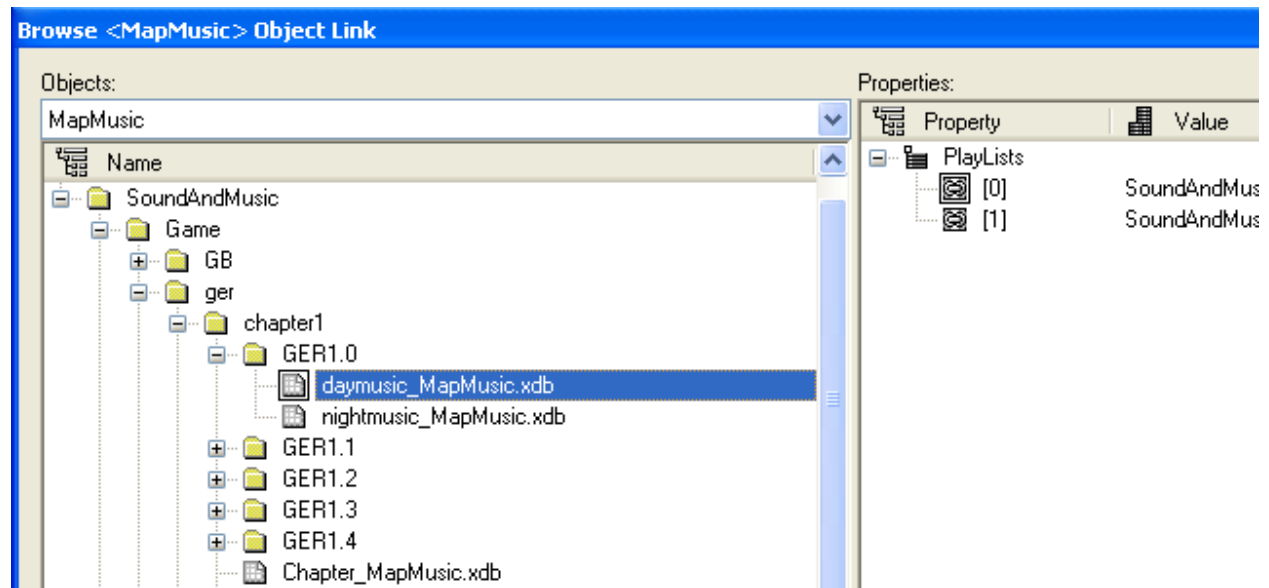 Browse <MapMusic> Object Link
Objects:
MapMusic
Name
SoundAndMusic
Game
GB
ger
chapter1
GER1.0
daymusic_MapMusic.xdb
nightmusic_MapMusic.xdb
GER1.1
GER1.2
GER1.3
GER1.4
Chapter_MapMusic.xdb
Properties:
Property Value
PlayLists
[0] SoundAndMus
[1] SoundAndMus